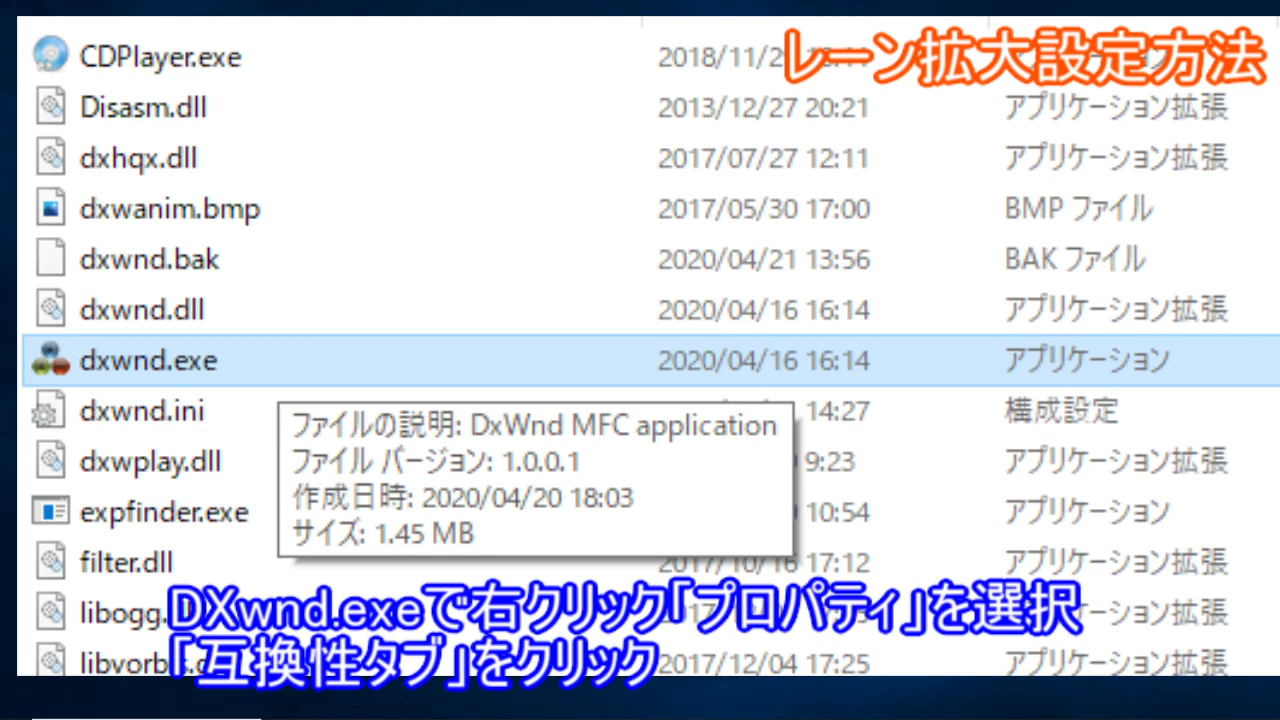 レーン拡大設定方法
CDPlayer.exe 2018/11/2
Disasm.dll 2013/12/27 20:21 アプリケーション拡張
dxhqx.dll 2017/07/27 12:11 アプリケーション拡張
dxwanim.bmp 2017/05/30 17:00 BMP ファイル
dxwnd.bak 2020/04/21 13:56 BAK ファイル
dxwnd.dll 2020/04/16 16:14 アプリケーション拡張
dxwnd.exe 2020/04/16 16:14 アプリケーション
dxwnd.ini 14:27 構成設定
ファイルの説明: DxWnd MFC application
ファイル バージョン: 1.0.0.1
作成日時: 2020/04/20 18:03
サイズ: 1.45 MB
dxwplay.dll 9:23 アプリケーション拡張
expfinder.exe 10:54 アプリケーション
filter.dll 2017/10/16 17:12 アプリケーション拡張
libogg. アプリケーション拡張
DXwnd.exeで右クリック「プロパティ」を選択
「互換性タブ」をクリック
2017/12/04 17:25 アプリケーション拡張